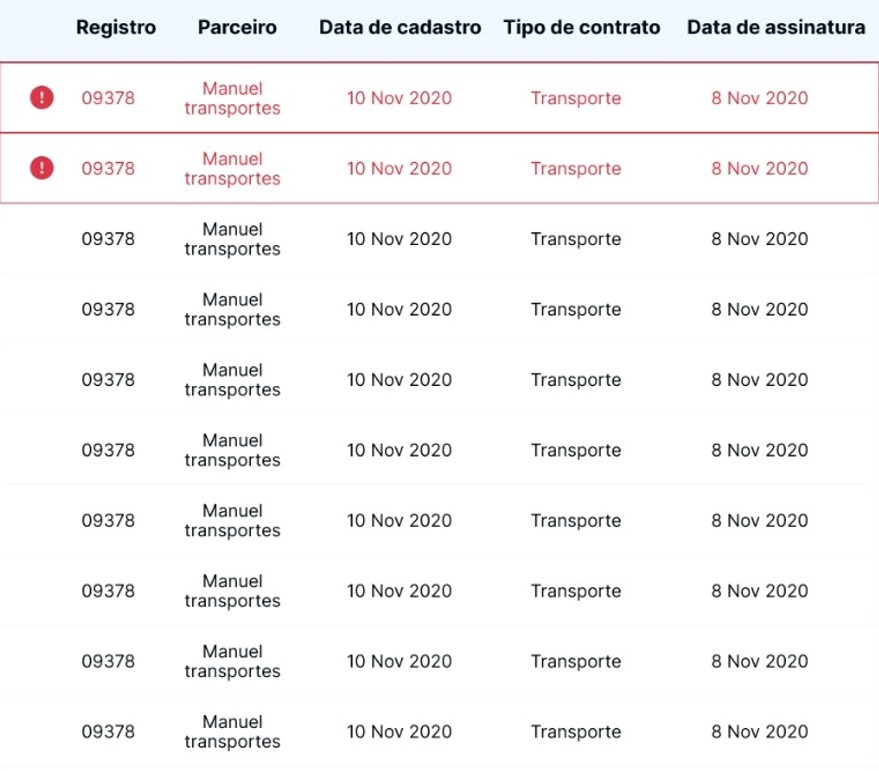 Registro Parceiro Data de cadastro Tipo de contrato Data de assinatura
! 09378 Manuel transportes 10 Nov 2020 Transporte 8 Nov 2020
! 09378 Manuel transportes 10 Nov 2020 Transporte 8 Nov 2020
09378 Manuel transportes 10 Nov 2020 Transporte 8 Nov 2020
09378 Manuel transportes 10 Nov 2020 Transporte 8 Nov 2020
09378 Manuel transportes 10 Nov 2020 Transporte 8 Nov 2020
09378 Manuel transportes 10 Nov 2020 Transporte 8 Nov 2020
09378 Manuel transportes 10 Nov 2020 Transporte 8 Nov 2020
09378 Manuel transportes 10 Nov 2020 Transporte 8 Nov 2020
09378 Manuel transportes 10 Nov 2020 Transporte 8 Nov 2020
09378 Manuel transportes 10 Nov 2020 Transporte 8 Nov 2020